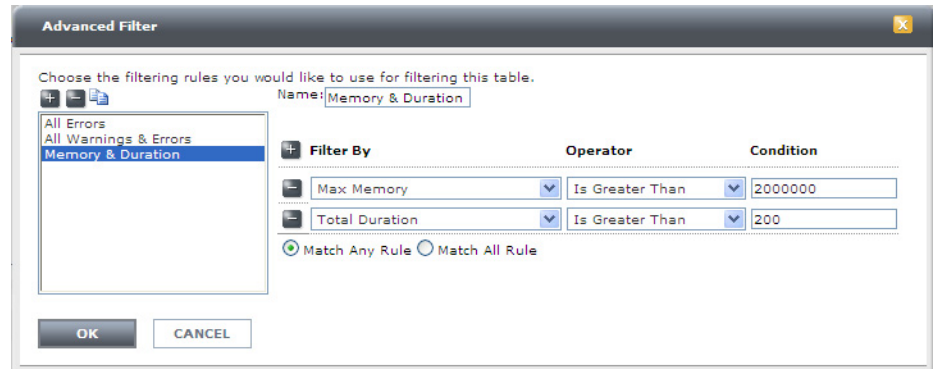 Advanced Filter
Choose the filtering rules you would like to use for filtering this table.
Name: Memory & Duration
All Errors
All Warnings & Errors
Memory & Duration
Filter By Operator Condition
Max Memory Is Greater Than 2000000
Total Duration Is Greater Than 200
Match Any Rule Match All Rule
OK CANCEL